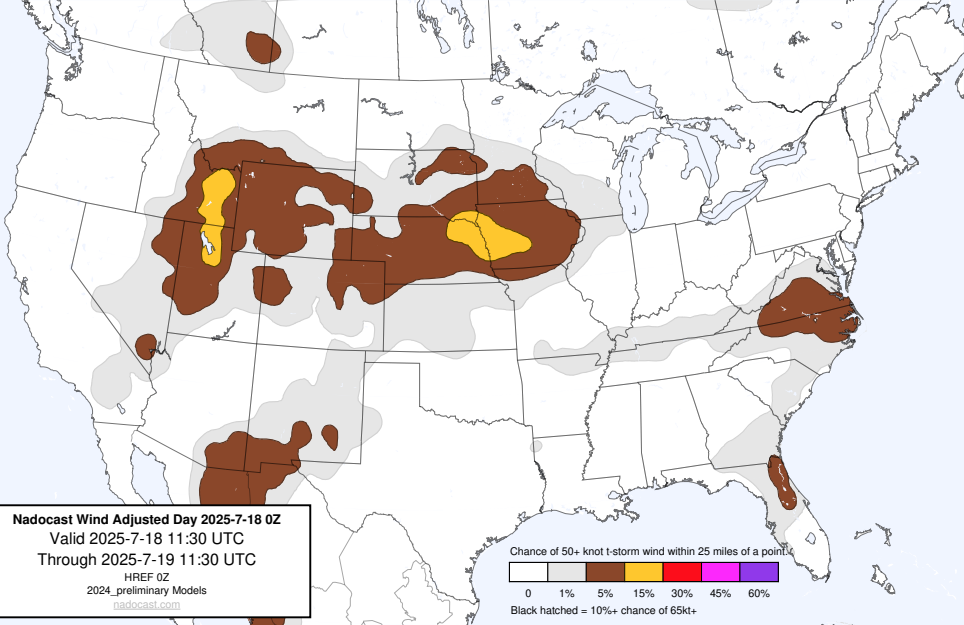 Nadocast Wind Adjusted Day 2025-7-18 0Z
Valid 2025-7-18 11:30 UTC
Through 2025-7-19 11:30 UTC
HREF 0Z
2024_preliminary Models
nadocast.com
Chance of 50+ knot t-storm wind within 25 miles of a point.
0 1% 5% 15% 30% 45% 60%
Black hatched = 10%+ chance of 65kt+